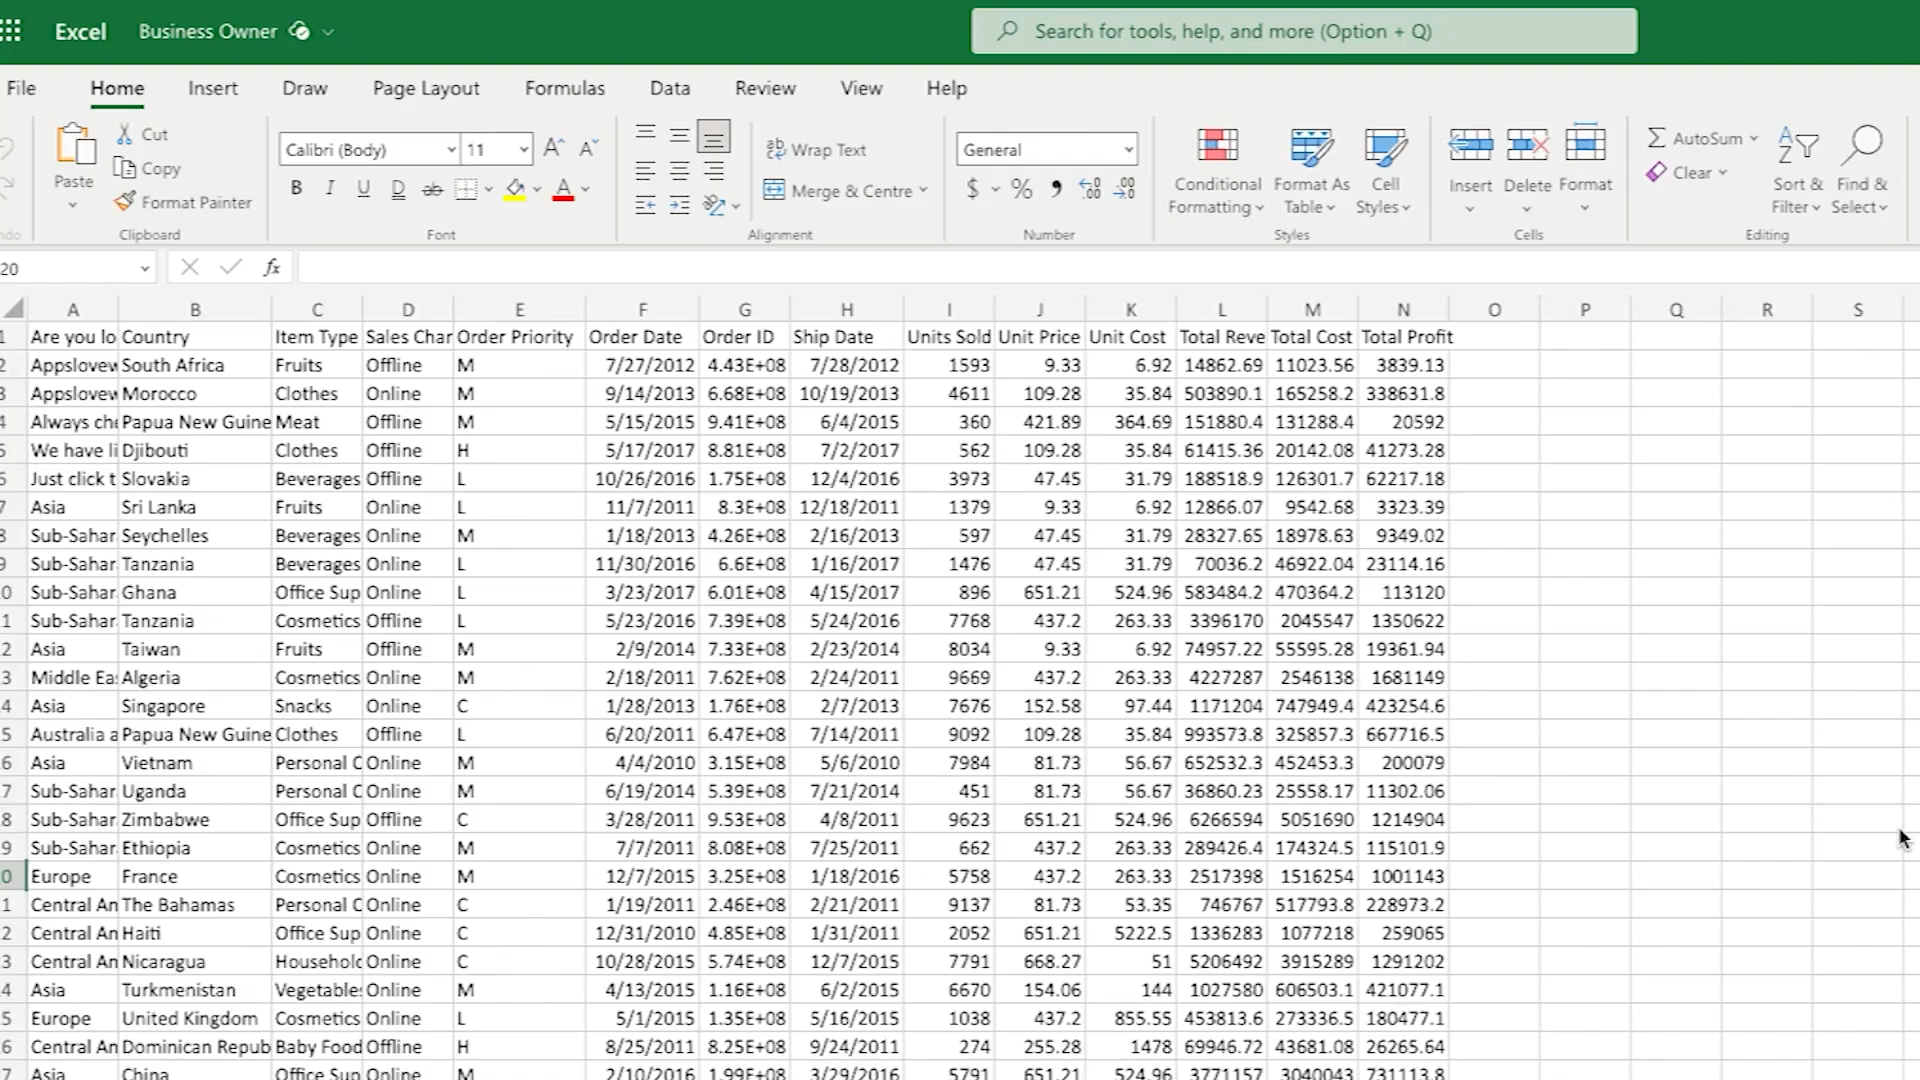 Excel Business Owner Search for tools, help, and more (Option + Q)
File Home Insert Draw Page Layout Formulas Data Review View Help
Cut Calibri (Body) 11 Wrap Text General AutoSum
Copy Clear
Paste Conditional Format As Cell Insert Delete Format Sort & Find &
Format Painter B I U D ab Merge & Centre $ % Formatting Table Styles Filter Select
Clipboard Font Alignment Number Styles Cells Editing
20 fx
A B C D E F G H I J K L M N O P Q R S
1 Are you lo Country Item Type Sales Char Order Priority Order Date Order ID Ship Date Units Sold Unit Price Unit Cost Total Reve Total Cost Total Profit
2 Appslovew South Africa Fruits Offline M 7/27/2012 4.43E+08 7/28/2012 1593 9.33 6.92 14862.69 11023.56 3839.13
3 Appslovew Morocco Clothes Online M 9/14/2013 6.68E+08 10/19/2013 4611 109.28 35.84 503890.1 165258.2 338631.8
4 Always che Papua New Guine Meat Offline M 5/15/2015 9.41E+08 6/4/2015 360 421.89 364.69 151880.4 131288.4 20592
5 We have li Djibouti Clothes Offline H 5/17/2017 8.81E+08 7/2/2017 562 109.28 35.84 61415.36 20142.08 41273.28
6 Just click t Slovakia Beverages Offline L 10/26/2016 1.75E+08 12/4/2016 3973 47.45 31.79 188518.9 126301.7 62217.18
7 Asia Sri Lanka Fruits Online L 11/7/2011 8.3E+08 12/18/2011 1379 9.33 6.92 12866.07 9542.68 3323.39
8 Sub-Sahar Seychelles Beverages Online M 1/18/2013 4.26E+08 2/16/2013 597 47.45 31.79 28327.65 18978.63 9349.02
9 Sub-Sahar Tanzania Beverages Online L 11/30/2016 6.6E+08 1/16/2017 1476 47.45 31.79 70036.2 46922.04 23114.16
0 Sub-Sahar Ghana Office Sup Online L 3/23/2017 6.01E+08 4/15/2017 896 651.21 524.96 583484.2 470364.2 113120
1 Sub-Sahar Tanzania Cosmetics Offline L 5/23/2016 7.39E+08 5/24/2016 7768 437.2 263.33 3396170 2045547 1350622
2 Asia Taiwan Fruits Offline M 2/9/2014 7.33E+08 2/23/2014 8034 9.33 6.92 74957.22 55595.28 19361.94
3 Middle Eas Algeria Cosmetics Online M 2/18/2011 7.62E+08 2/24/2011 9669 437.2 263.33 4227287 2546138 1681149
4 Asia Singapore Snacks Online C 1/28/2013 1.76E+08 2/7/2013 7676 152.58 97.44 1171204 747949.4 423254.6
5 Australia a Papua New Guine Clothes Offline L 6/20/2011 6.47E+08 7/14/2011 9092 109.28 35.84 993573.8 325857.3 667716.5
6 Asia Vietnam Personal C Online M 4/4/2010 3.15E+08 5/6/2010 7984 81.73 56.67 652532.3 452453.3 200079
7 Sub-Sahar Uganda Personal C Online M 6/19/2014 5.39E+08 7/21/2014 451 81.73 56.67 36860.23 25558.17 11302.06
8 Sub-Sahar Zimbabwe Office Sup Offline C 3/28/2011 9.53E+08 4/8/2011 9623 651.21 524.96 6266594 5051690 1214904
9 Sub-Sahar Ethiopia Cosmetics Online M 7/7/2011 8.08E+08 7/25/2011 662 437.2 263.33 289426.4 174324.5 115101.9
0 Europe France Cosmetics Online M 12/7/2015 3.25E+08 1/18/2016 5758 437.2 263.33 2517398 1516254 1001143
1 Central An The Bahamas Personal C Online C 1/19/2011 2.46E+08 2/21/2011 9137 81.73 53.35 746767 517793.8 228973.2
2 Central An Haiti Office Sup Online C 12/31/2010 4.85E+08 1/31/2011 2052 651.21 5222.5 1336283 1077218 259065
3 Central An Nicaragua Househol Online C 10/28/2015 5.74E+08 12/7/2015 7791 668.27 51 5206492 3915289 1291202
4 Asia Turkmenistan Vegetable Online M 4/13/2015 1.16E+08 6/2/2015 6670 154.06 144 1027580 606503.1 421077.1
5 Europe United Kingdom Cosmetics Online L 5/1/2015 1.35E+08 5/16/2015 1038 437.2 855.55 453813.6 273336.5 180477.1
6 Central An Dominican Repub Baby Food Offline H 8/25/2011 8.25E+08 9/24/2011 274 255.28 1478 69946.72 43681.08 26265.64
7 Asia China Office Sup Online M 2/10/2016 1.99E+08 3/29/2016 5791 651.21 524.96 3771157 3040043 731113.8